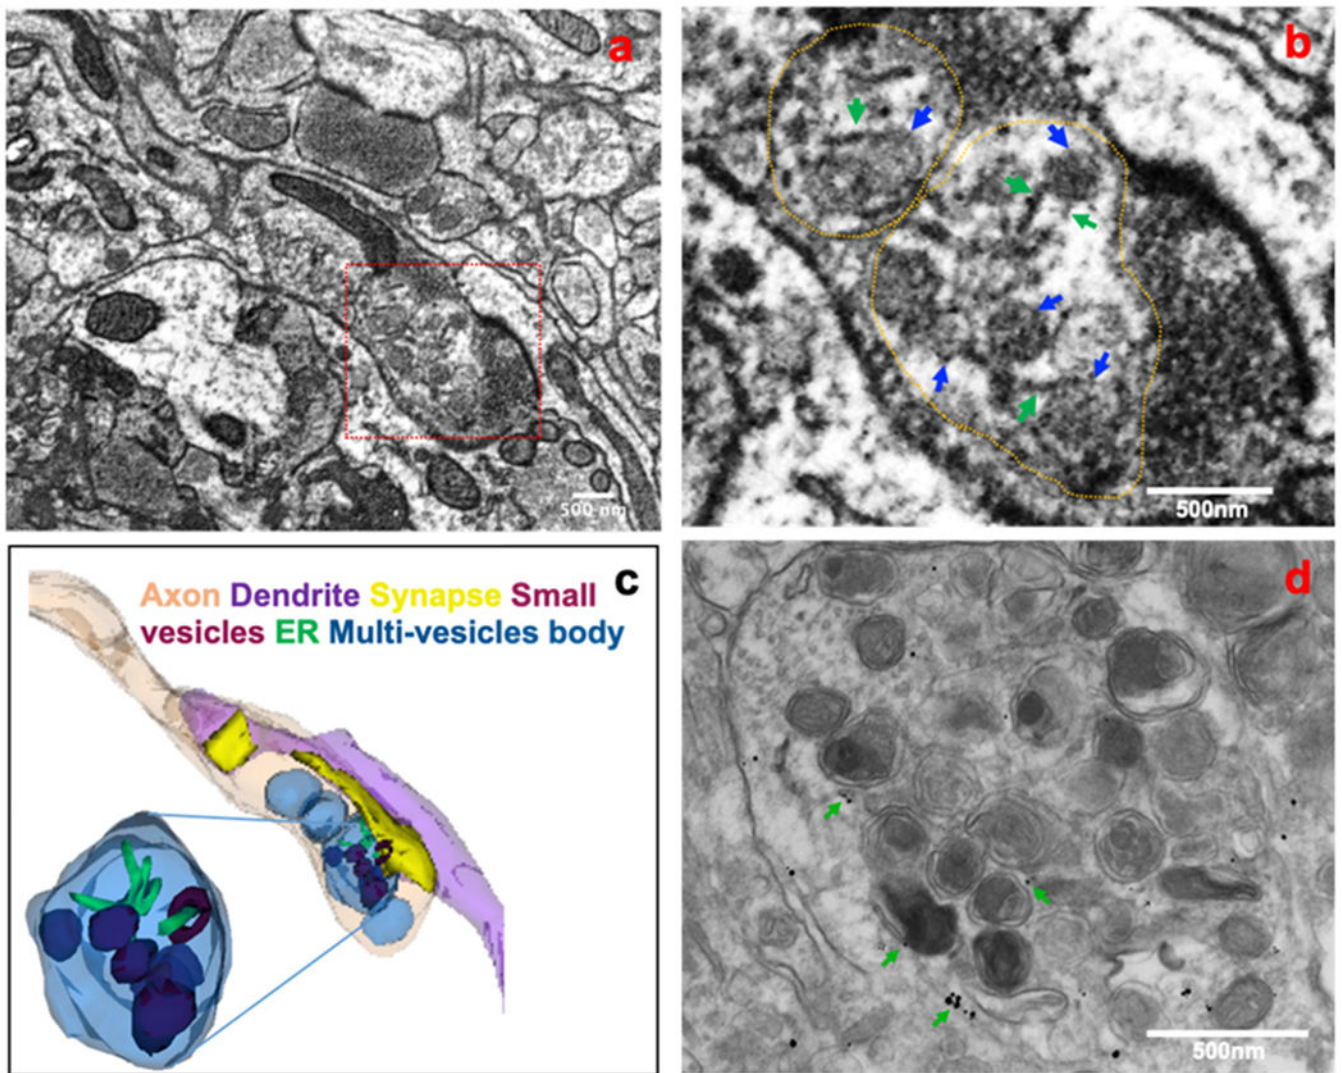 a
500 nm
b
500nm
c
Axon Dendrite Synapse Small
vesicles ER Multi-vesicles body
d
500nm